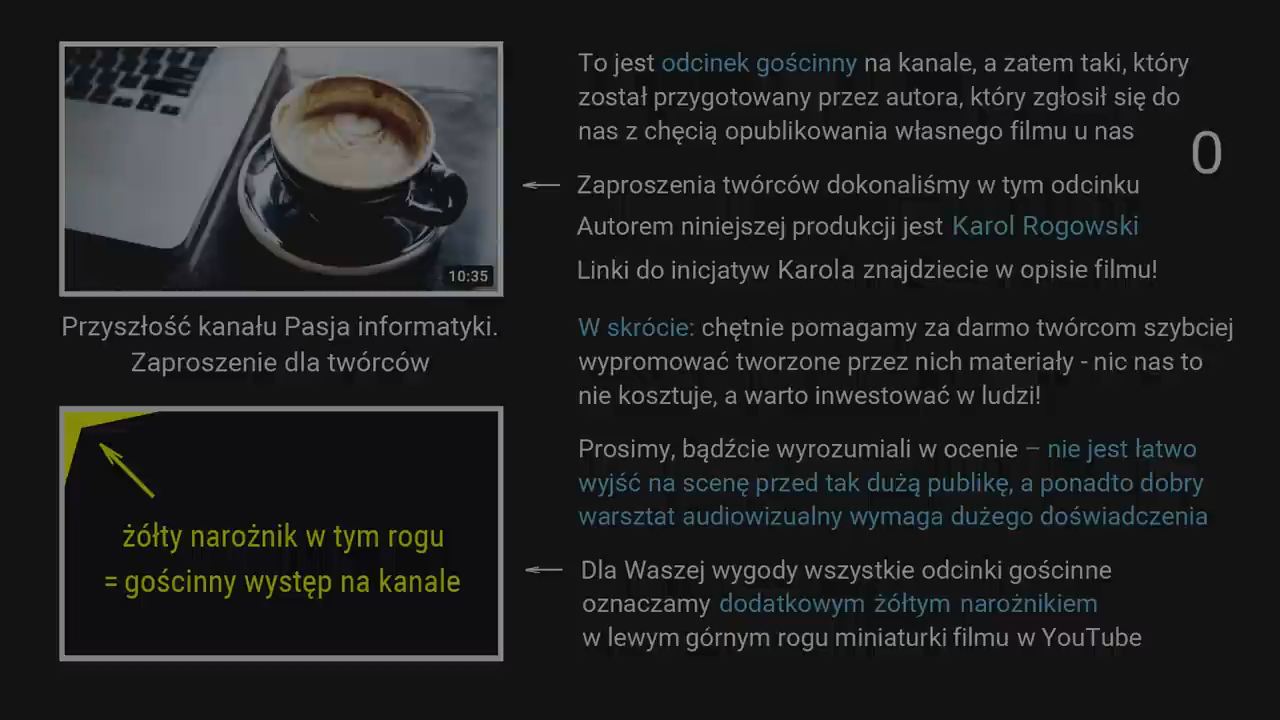 10:35
Przyszłość kanału Pasja informatyki.
Zaproszenie dla twórców
żółty narożnik w tym rogu
= gościnny występ na kanale
To jest odcinek gościnny na kanale, a zatem taki, który
został przygotowany przez autora, który zgłosił się do
nas z chęcią opublikowania własnego filmu u nas
0
Zaproszenia twórców dokonaliśmy w tym odcinku
Autorem niniejszej produkcji jest Karol Rogowski
Linki do inicjatyw Karola znajdziecie w opisie filmu!
W skrócie: chętnie pomagamy za darmo twórcom szybciej
wypromować tworzone przez nich materiały - nic nas to
nie kosztuje, a warto inwestować w ludzi!
Prosimy, bądźcie wyrozumiali w ocenie – nie jest łatwo
wyjść na scenę przed tak dużą publikę, a ponadto dobry
warsztat audiowizualny wymaga dużego doświadczenia
Dla Waszej wygody wszystkie odcinki gościnne
oznaczamy dodatkowym żółtym narożnikiem
w lewym górnym rogu miniaturki filmu w YouTube